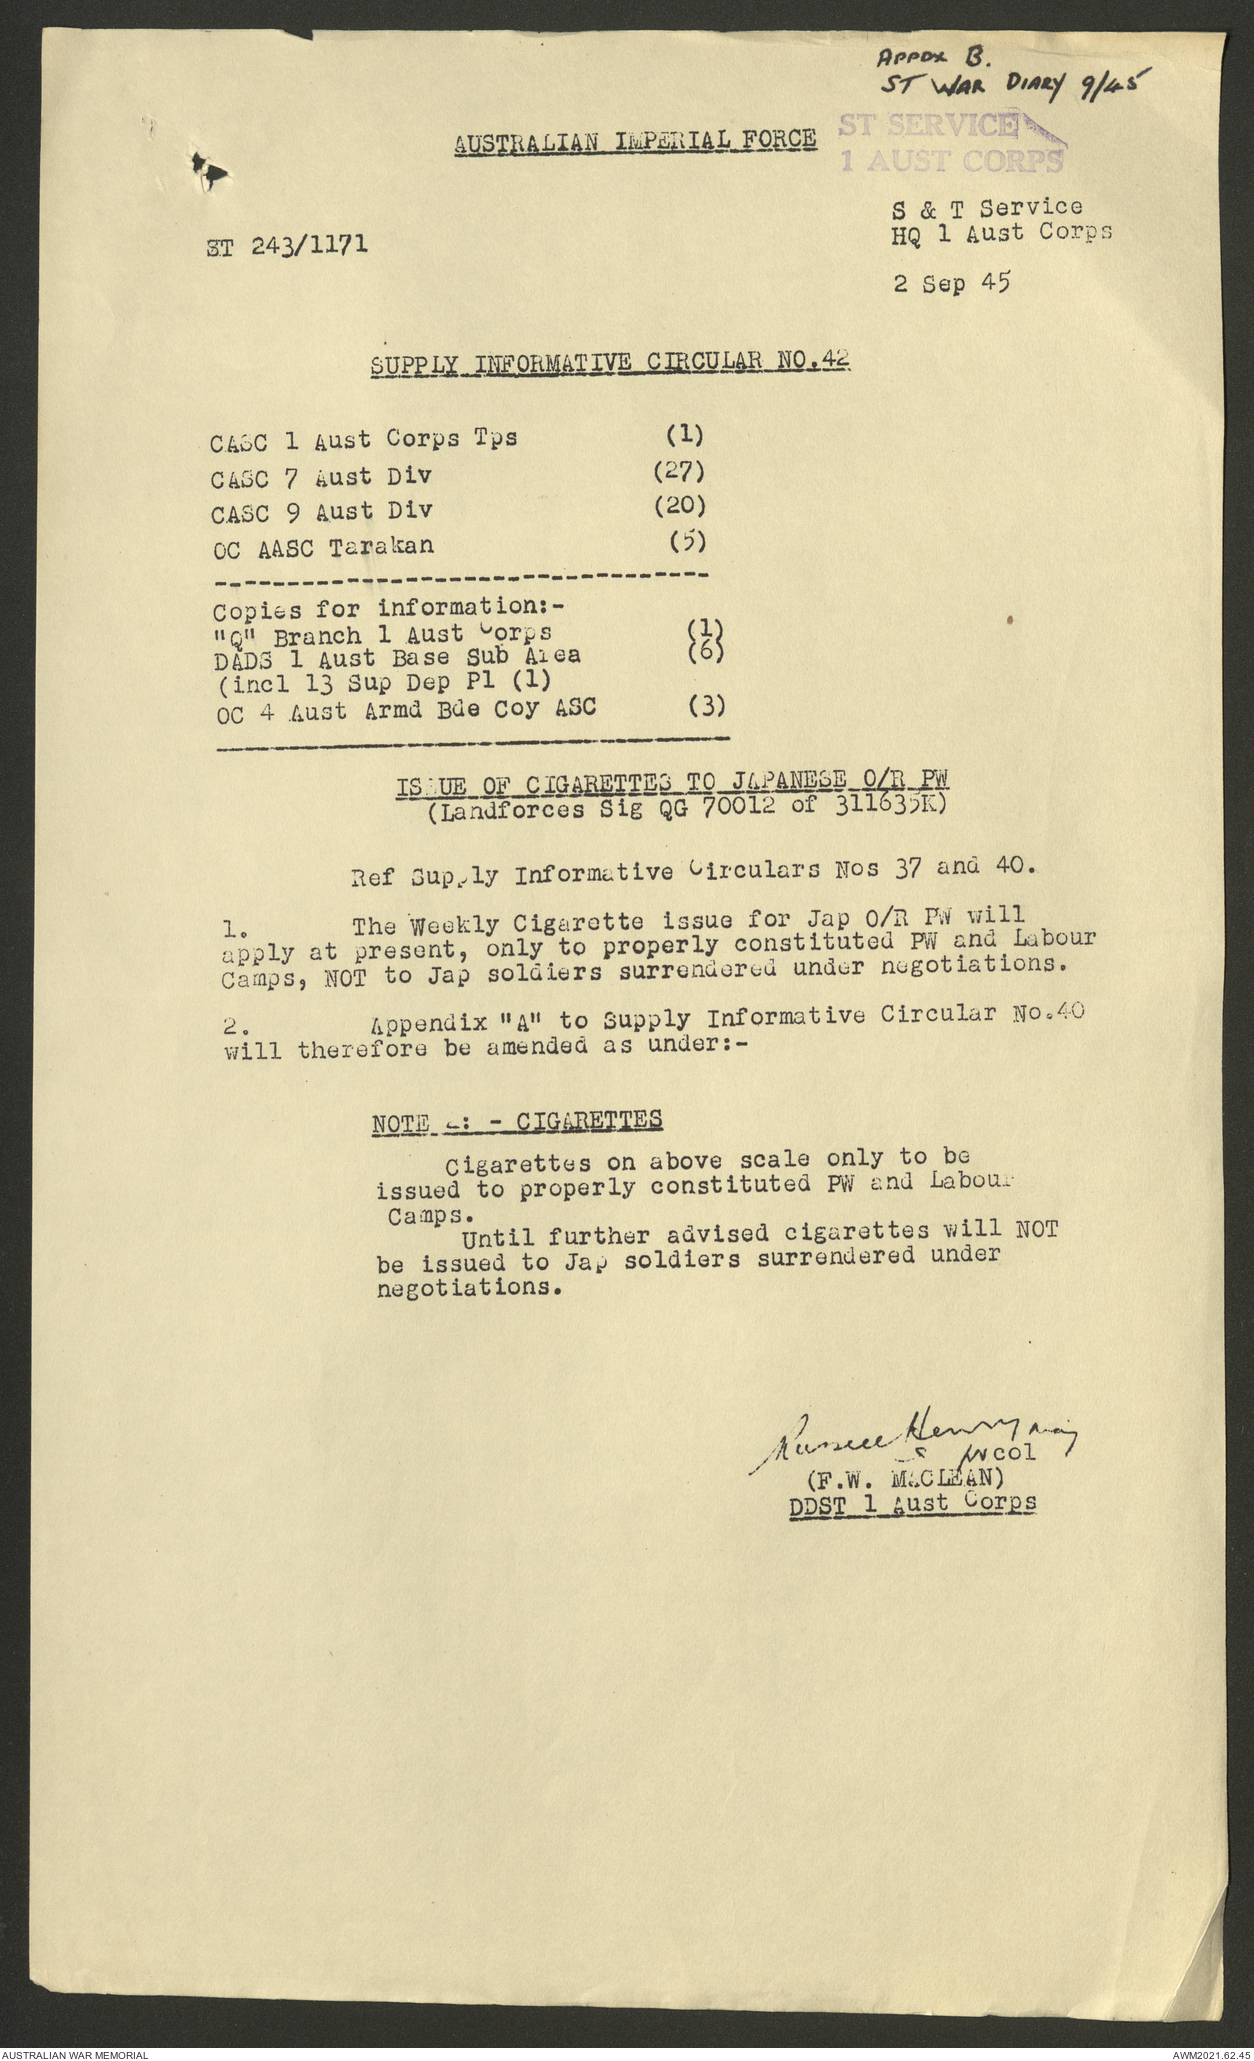 APPDX B.
ST WAR DIARY 9/45
ST SERVICE
1 AUST CORPS
AUSTRALIAN IMPERIAL FORCE
S & T Service
HQ 1 Aust Corps
ST 243/1171
2 Sep 45
SUPPLY INFORMATIVE CIRCULAR NO.42
CASC 1 Aust Corps Tps (1)
CASC 7 Aust Div (27)
CASC 9 Aust Div (20)
OC AASC Tarakan (5)
----------------------------------
Copies for information:-
"Q" Branch 1 Aust Corps (1)
DADS 1 Aust Base Sub Area (6)
(incl 13 Sup Dep Pl (1)
OC 4 Aust Armd Bde Coy ASC (3)
ISSUE OF CIGARETTES TO JAPANESE O/R PW
(Landforces Sig QG 70012 of 311635K)
Ref Supply Informative Circulars Nos 37 and 40.
1. The Weekly Cigarette issue for Jap O/R PW will
apply at present, only to properly constituted PW and Labour
Camps, NOT to Jap soldiers surrendered under negotiations.
2. Appendix "A" to Supply Informative Circular No.40
will therefore be amended as under:-
NOTE : - CIGARETTES
Cigarettes on above scale only to be
issued to properly constituted PW and Labour
Camps.
Until further advised cigarettes will NOT
be issued to Jap soldiers surrendered under
negotiations.
Russell Henry Maj
col
(F.W. MACLEAN)
DDST 1 Aust Corps
AUSTRALIAN WAR MEMORIAL
AWM2021.62.45